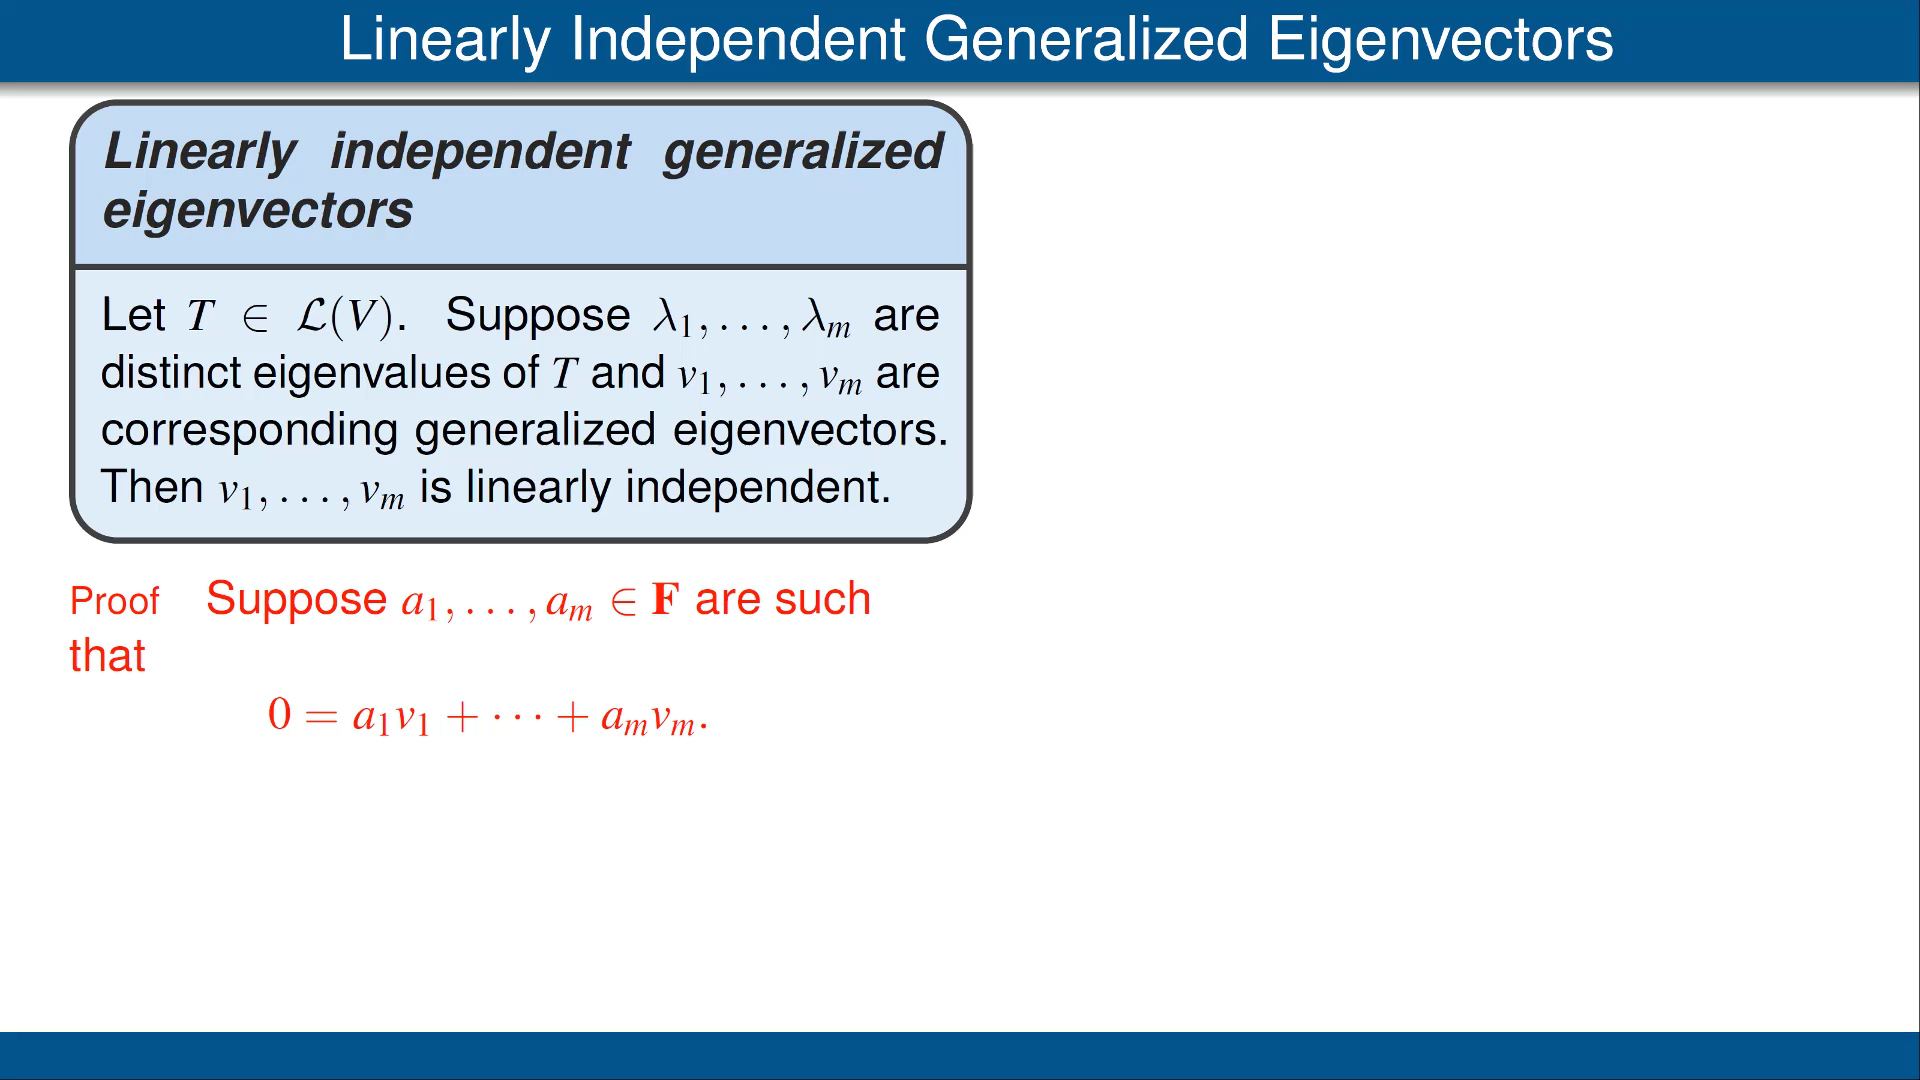 Linearly Independent Generalized Eigenvectors
Linearly independent generalized
eigenvectors
Let T ∈ ℒ(V). Suppose λ₁, . . . , λₘ are
distinct eigenvalues of T and v₁, . . . , vₘ are
corresponding generalized eigenvectors.
Then v₁, . . . , vₘ is linearly independent.
Proof Suppose a₁, . . . , aₘ ∈ F are such
that
0 = a₁v₁ + · · · + aₘvₘ.